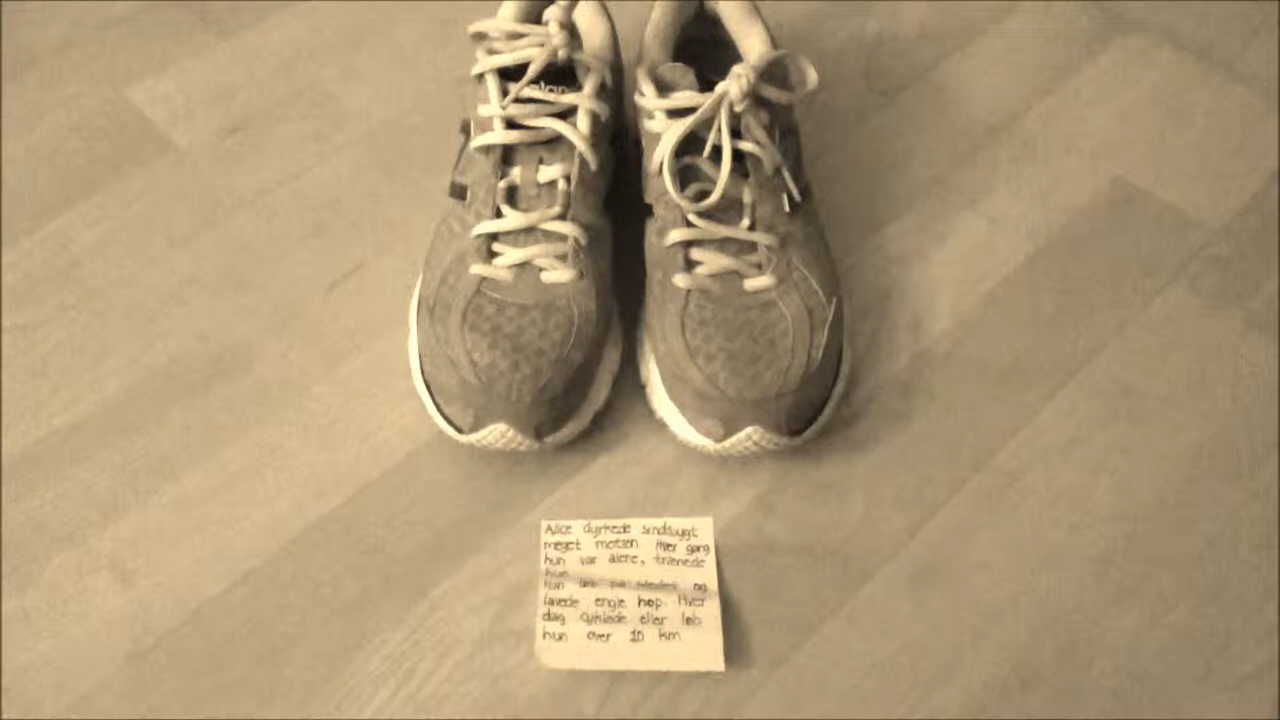 Alice dyrkede sindsygt
meget motion Hver gang
hun var alene, trænede
hun
hun løb på stedet og
lavede engle hop. Hver
dag cyklede eller løb
hun over 10 km